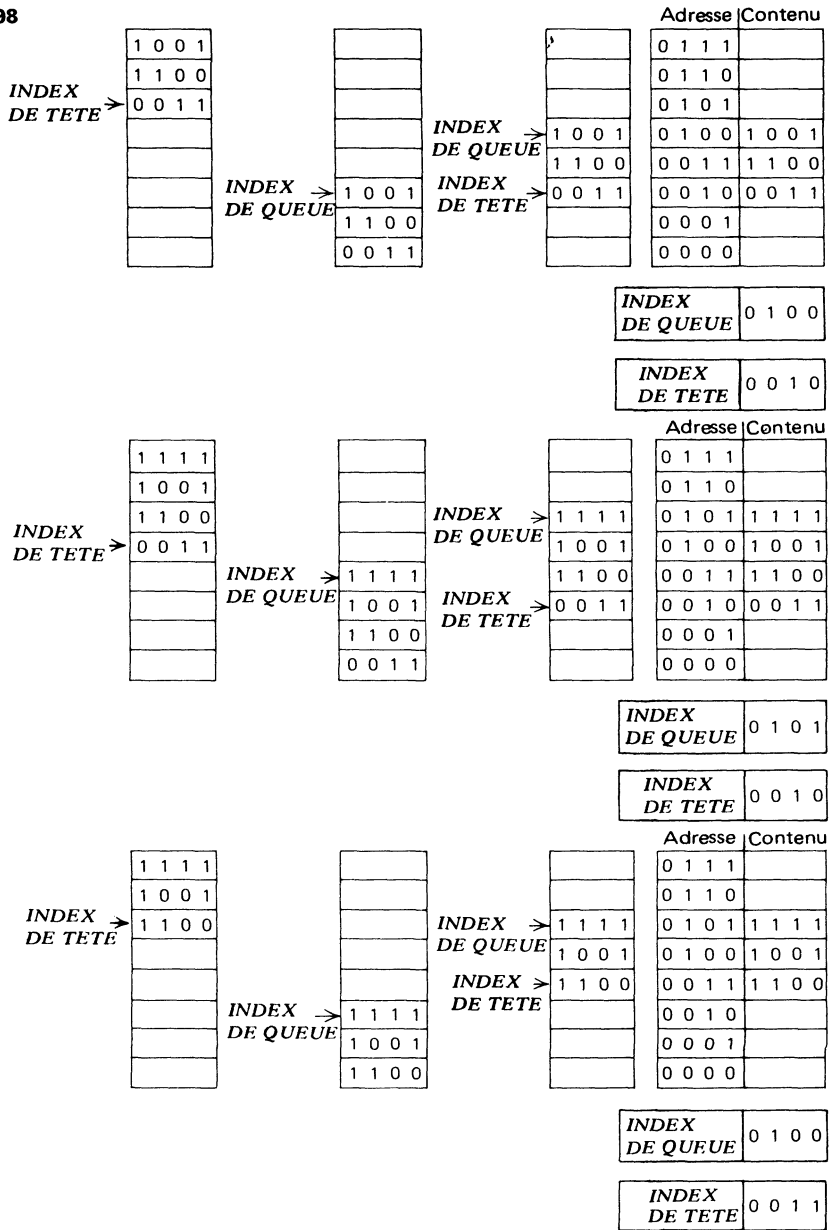 98
Adresse Contenu
1 0 0 1 0 1 1 1
1 1 0 0 0 1 1 0
INDEX DE TETE 0 0 1 1 0 1 0 1
INDEX DE QUEUE 1 0 0 1 0 1 0 0 1 0 0 1
1 1 0 0 0 0 1 1 1 1 0 0
INDEX DE QUEUE 1 0 0 1 INDEX DE TETE 0 0 1 1 0 0 1 0 0 0 1 1
1 1 0 0 0 0 0 1
0 0 1 1 0 0 0 0
INDEX
DE QUEUE 0 1 0 0
INDEX
DE TETE 0 0 1 0
Adresse Contenu
1 1 1 1 0 1 1 1
1 0 0 1 0 1 1 0
1 1 0 0 INDEX DE QUEUE 1 1 1 1 0 1 0 1 1 1 1 1
INDEX DE TETE 0 0 1 1 1 0 0 1 0 1 0 0 1 0 0 1
INDEX DE QUEUE 1 1 1 1 1 1 0 0 0 0 1 1 1 1 0 0
1 0 0 1 INDEX DE TETE 0 0 1 1 0 0 1 0 0 0 1 1
1 1 0 0 0 0 0 1
0 0 1 1 0 0 0 0
INDEX
DE QUEUE 0 1 0 1
INDEX
DE TETE 0 0 1 0
Adresse Contenu
1 1 1 1 0 1 1 1
1 0 0 1 0 1 1 0
INDEX DE TETE 1 1 0 0 INDEX DE QUEUE 1 1 1 1 0 1 0 1 1 1 1 1
1 0 0 1 0 1 0 0 1 0 0 1
INDEX DE TETE 1 1 0 0 0 0 1 1 1 1 0 0
INDEX DE QUEUE 1 1 1 1 0 0 1 0
1 0 0 1 0 0 0 1
1 1 0 0 0 0 0 0
INDEX
DE QUEUE 0 1 0 0
INDEX
DE TETE 0 0 1 1